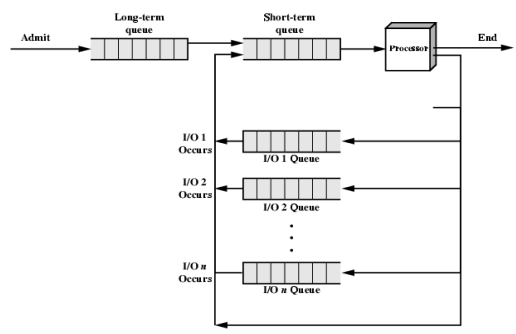 Long-term
queue
Short-term
queue
Admit
Processor
End
I/O 1
Occurs
I/O 1 Queue
I/O 2
Occurs
I/O 2 Queue
I/O n
Occurs
I/O n Queue